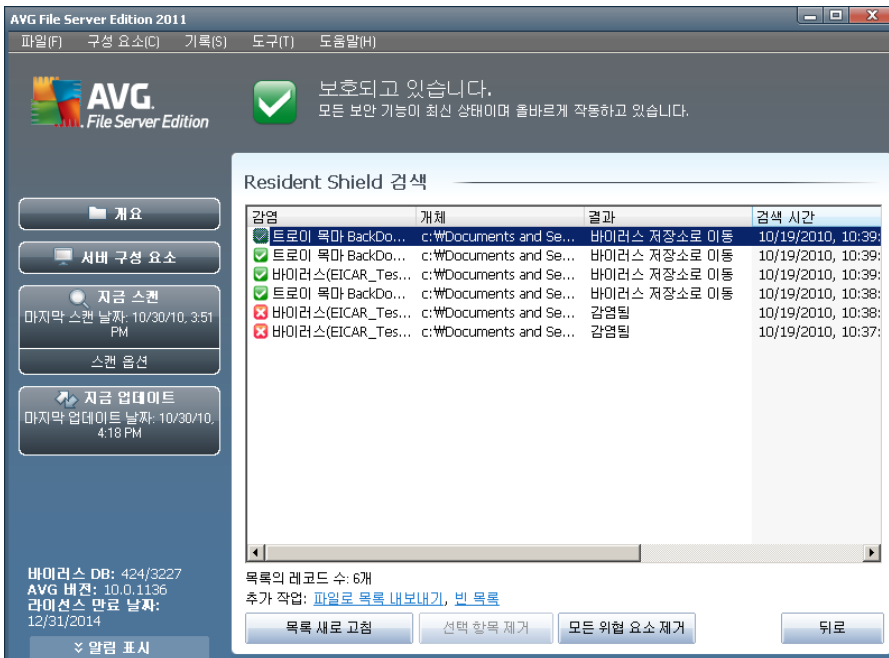 AVG File Server Edition 2011
파일(F) 구성 요소(C) 기록(S) 도구(T) 도움말(H)
AVG.
File Server Edition
보호되고 있습니다.
모든 보안 기능이 최신 상태이며 올바르게 작동하고 있습니다.
개요
서버 구성 요소
지금 스캔
마지막 스캔 날짜: 10/30/10, 3:51
PM
스캔 옵션
지금 업데이트
마지막 업데이트 날짜: 10/30/10,
4:18 PM
바이러스 DB: 424/3227
AVG 버전: 10.0.1136
라이선스 만료 날짜:
12/31/2014
알림 표시
Resident Shield 검색
감염 개체 결과 검색 시간
트로이 목마 BackDo... c:₩Documents and Se... 바이러스 저장소로 이동 10/19/2010, 10:39:
트로이 목마 BackDo... c:₩Documents and Se... 바이러스 저장소로 이동 10/19/2010, 10:39:
바이러스(EICAR_Tes... c:₩Documents and Se... 바이러스 저장소로 이동 10/19/2010, 10:39:
트로이 목마 BackDo... c:₩Documents and Se... 바이러스 저장소로 이동 10/19/2010, 10:38:
바이러스(EICAR_Tes... c:₩Documents and Se... 감염됨 10/19/2010, 10:38:
바이러스(EICAR_Tes... c:₩Documents and Se... 감염됨 10/19/2010, 10:37:
목록의 레코드 수: 6개
추가 작업: 파일로 목록 내보내기, 빈 목록
목록 새로 고침 선택 항목 제거 모든 위협 요소 제거 뒤로